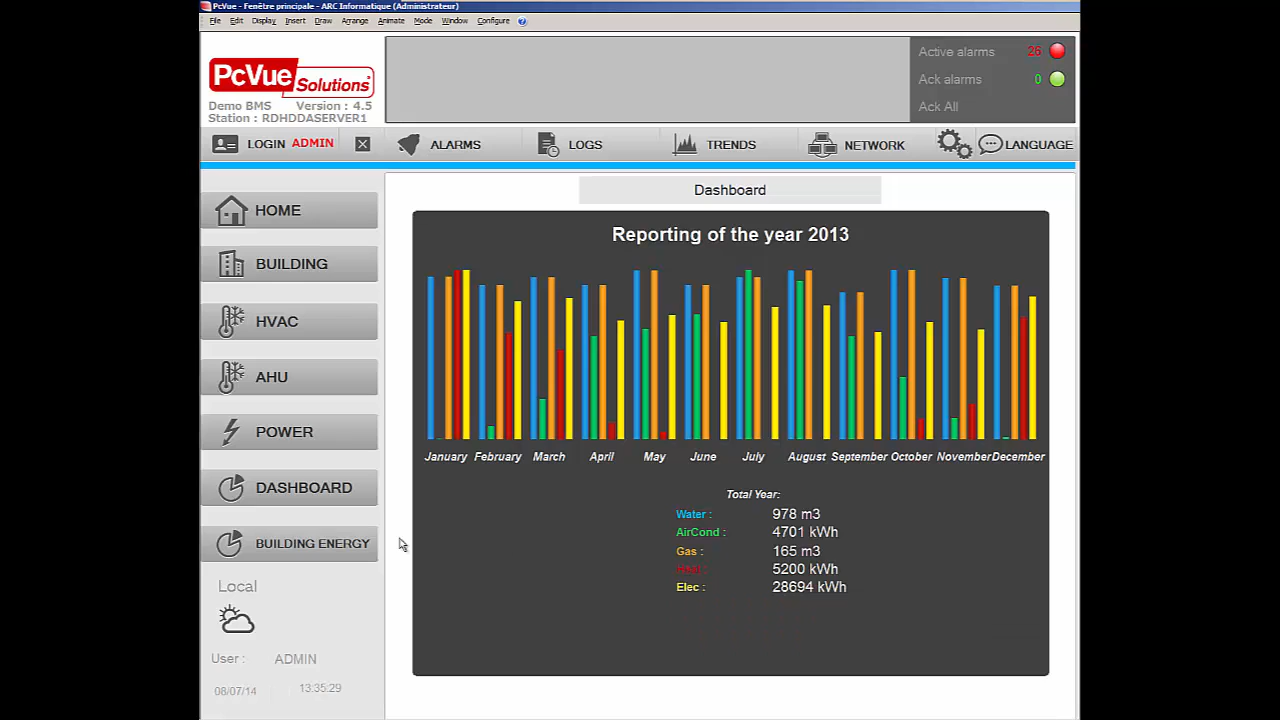 PcVue - Fenêtre principale - ARC Informatique (Administrateur)
File Edit Display Insert Draw Arrange Animate Mode Window Configure ?
PcVue Solutions
Demo BMS Version : 4.5
Station : RDHDDASERVER1
Active alarms 26
Ack alarms 0
Ack All
LOGIN ADMIN ALARMS LOGS TRENDS NETWORK LANGUAGE
Dashboard
HOME
BUILDING
HVAC
AHU
POWER
DASHBOARD
BUILDING ENERGY
Local
User : ADMIN
08/07/14 13:35:29
Reporting of the year 2013
January February March April May June July August September October November December
Total Year:
Water : 978 m3
AirCond : 4701 kWh
Gas : 165 m3
Heat : 5200 kWh
Elec : 28694 kWh